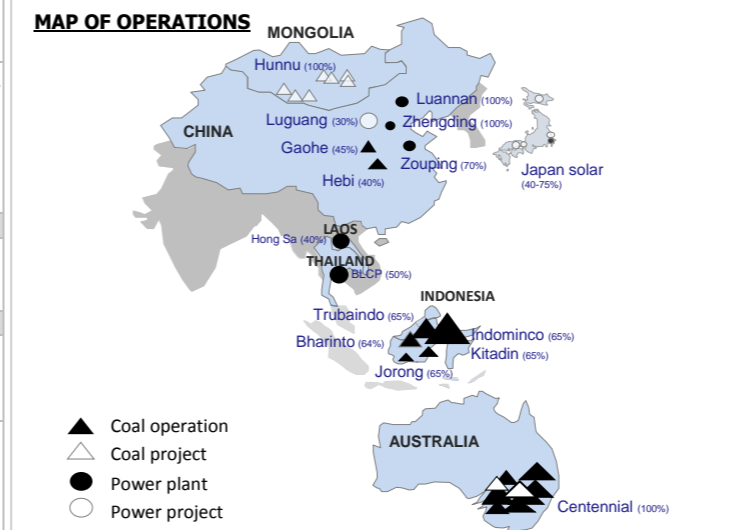 MAP OF OPERATIONS
MONGOLIA
Hunnu (100%)
Luannan (100%)
Luguang (30%)
Zhengding (100%)
CHINA
Gaohe (45%)
Zouping (70%)
Hebi (40%)
Japan solar
(40-75%)
LAOS
Hong Sa (40%)
THAILAND
BLCP (50%)
INDONESIA
Trubaindo (65%)
Indominco (65%)
Bharinto (64%)
Kitadin (65%)
Jorong (65%)
Coal operation
Coal project
Power plant
Power project
AUSTRALIA
Centennial (100%)